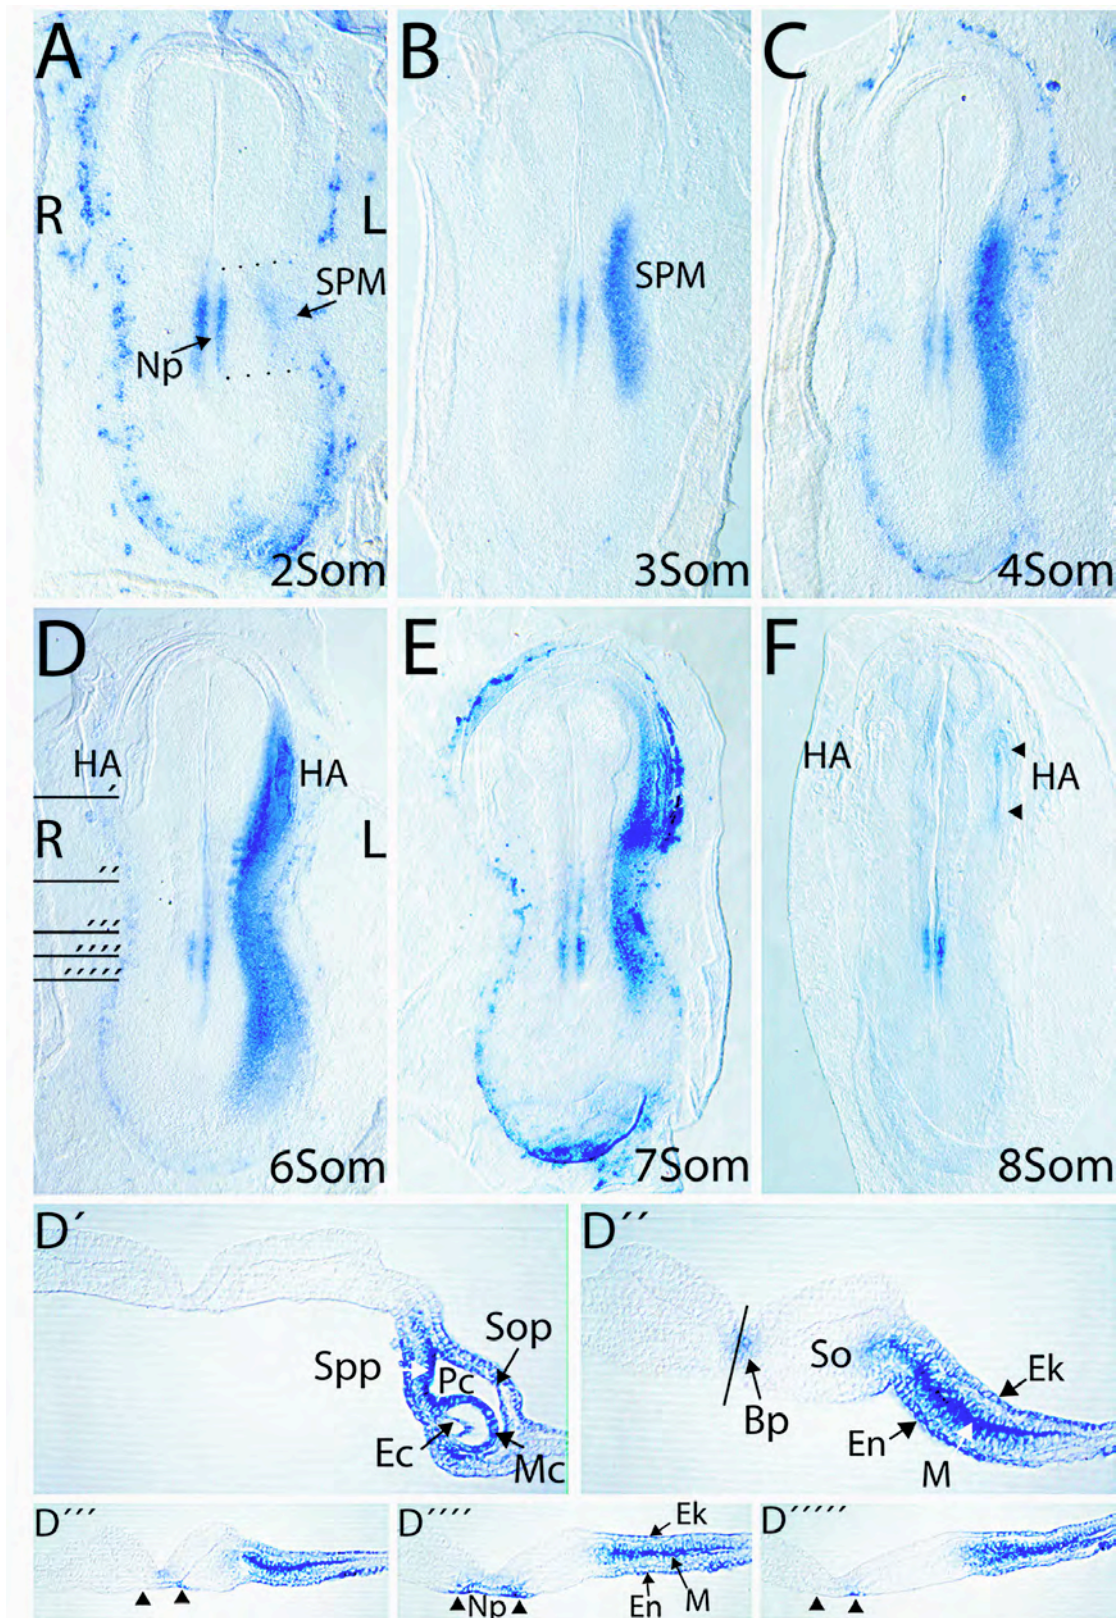 A
B
C
R
L
SPM
Np
SPM
2Som
3Som
4Som
D
E
F
HA
HA
HA
HA
R
L
′
′′
′′′
′′′′
′′′′′
6Som
7Som
8Som
D′
D′′
Sop
Spp
Pc
Ec
Mc
So
Ek
Bp
En
M
D′′′
D′′′′
D′′′′′
Ek
Np
En
M